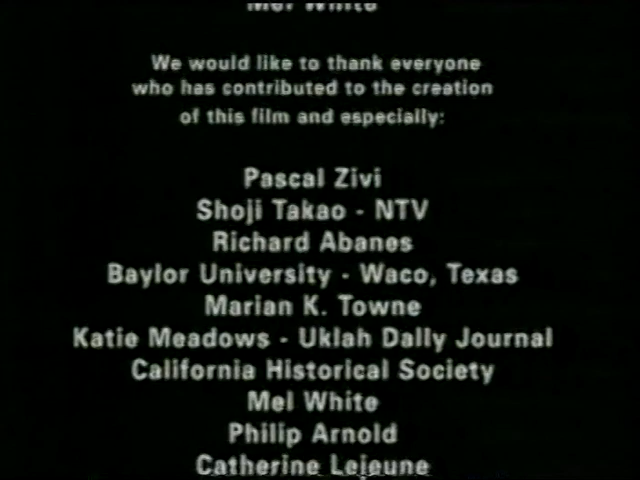 Mel White
We would like to thank everyone
who has contributed to the creation
of this film and especially:
Pascal Zivi
Shoji Takao - NTV
Richard Abanes
Baylor University - Waco, Texas
Marian K. Towne
Katie Meadows - Ukiah Daily Journal
California Historical Society
Mel White
Philip Arnold
Catherine Lejeune